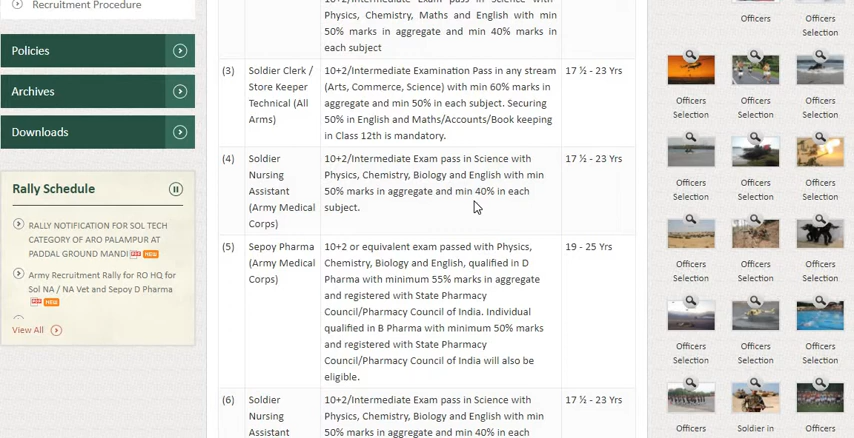 Recruitment Procedure
Policies
Archives
Downloads
Rally Schedule
RALLY NOTIFICATION FOR SOL TECH
CATEGORY OF ARO PALAMPUR AT
PADDAL GROUND MANDI
Army Recruitment Rally for RO HQ for
Sol NA / NA Vet and Sepoy D Pharma
View All
10+2/Intermediate Exam pass in Science with
Physics, Chemistry, Maths and English with min
50% marks in aggregate and min 40% marks in
each subject
(3) Soldier Clerk /
Store Keeper
Technical (All
Arms)
10+2/Intermediate Examination Pass in any stream
(Arts, Commerce, Science) with min 60% marks in
aggregate and min 50% in each subject. Securing
50% in English and Maths/Accounts/Book keeping
in Class 12th is mandatory.
17 ½ - 23 Yrs
(4) Soldier
Nursing
Assistant
(Army Medical
Corps)
10+2/Intermediate Exam pass in Science with
Physics, Chemistry, Biology and English with min
50% marks in aggregate and min 40% in each
subject.
17 ½ - 23 Yrs
(5) Sepoy Pharma
(Army Medical
Corps)
10+2 or equivalent exam passed with Physics,
Chemistry, Biology and English, qualified in D
Pharma with minimum 55% marks in aggregate
and registered with State Pharmacy
Council/Pharmacy Council of India. Individual
qualified in B Pharma with minimum 50% marks
and registered with State Pharmacy
Council/Pharmacy Council of India will also be
eligible.
19 - 25 Yrs
(6) Soldier
Nursing
Assistant
10+2/Intermediate Exam pass in Science with
Physics, Chemistry, Biology and English with min
50% marks in aggregate and min 40% in each
17 ½ - 23 Yrs
Officers
Officers
Selection
Officers
Selection
Officers
Selection
Officers
Selection
Officers
Selection
Officers
Selection
Officers
Selection
Officers
Selection
Officers
Selection
Officers
Selection
Officers
Selection
Officers
Selection
Officers
Selection
Officers
Soldier in
Officers